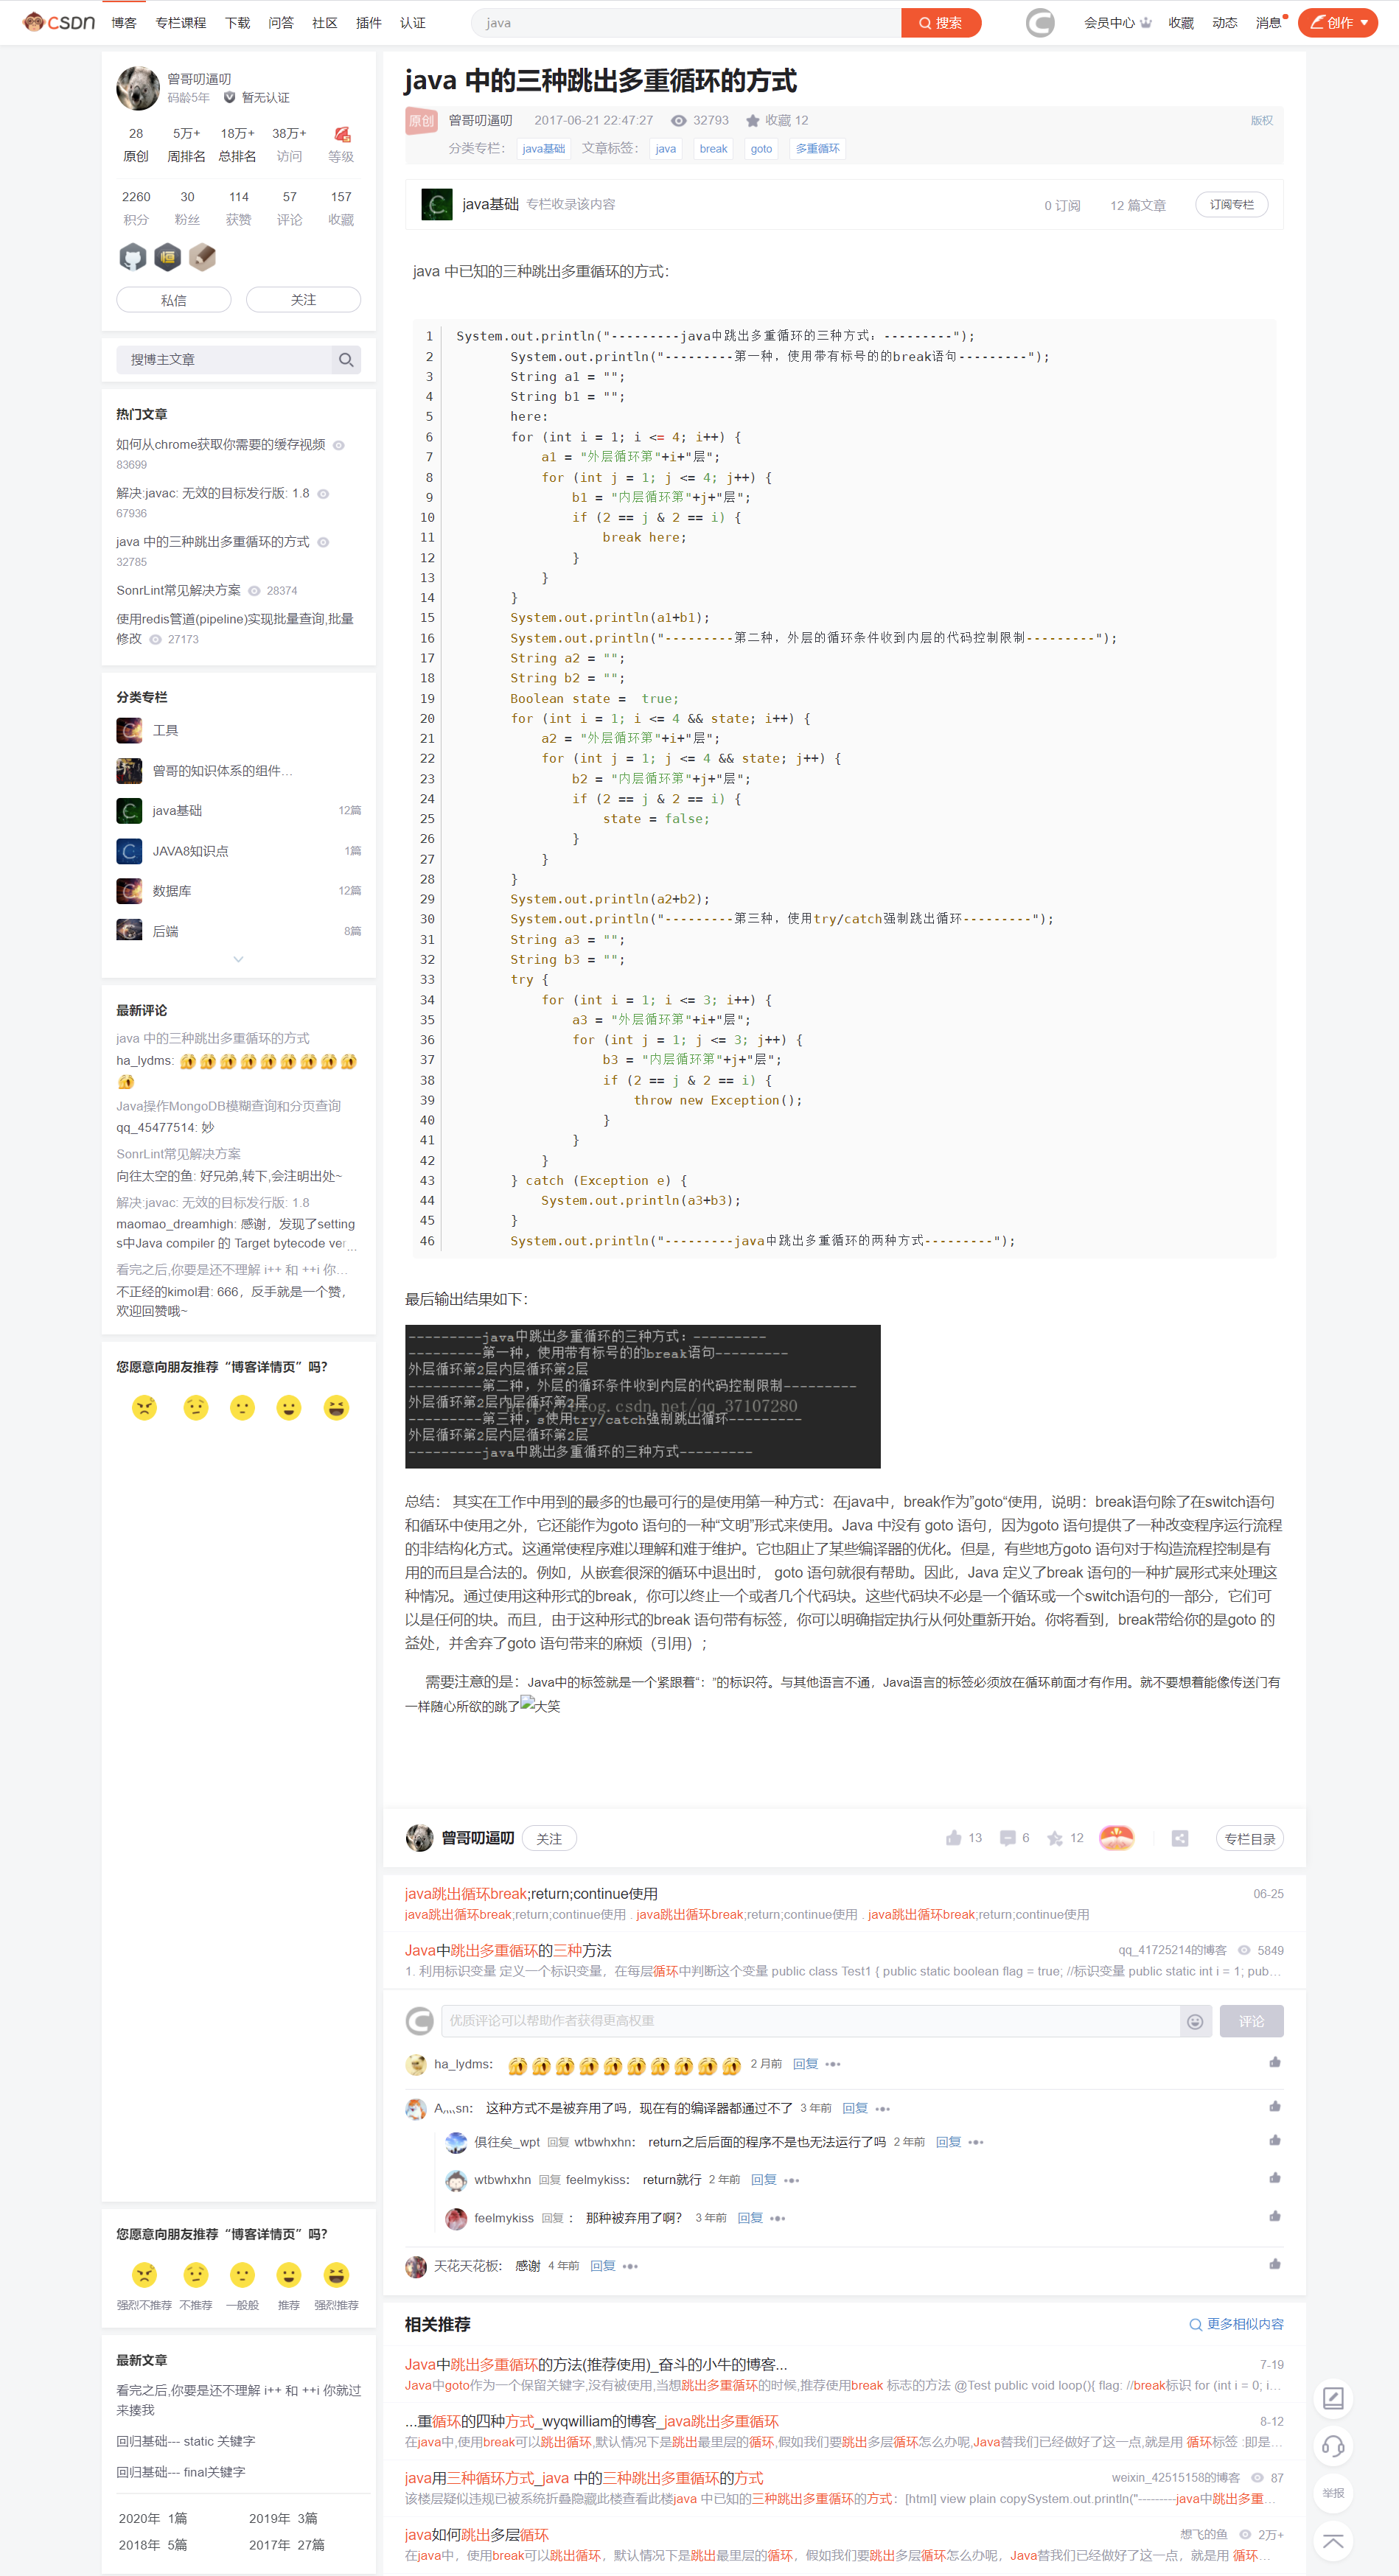 CSDN 博客 专栏课程 下载 问答 社区 插件 认证 java 搜索 会员中心 收藏 动态 消息 创作
曾哥叨逼叨
码龄5年 暂无认证
28 5万+ 18万+ 38万+
原创 周排名 总排名 访问 等级
2260 30 114 57 157
积分 粉丝 获赞 评论 收藏
私信 关注
搜博主文章
热门文章
如何从chrome获取你需要的缓存视频
83699
解决:javac: 无效的目标发行版: 1.8
67936
java 中的三种跳出多重循环的方式
32785
SonrLint常见解决方案 28374
使用redis管道(pipeline)实现批量查询,批量
修改 27173
分类专栏
工具
曾哥的知识体系的组件...
java基础 12篇
JAVA8知识点 1篇
数据库 12篇
后端 8篇
最新评论
java 中的三种跳出多重循环的方式
ha_lydms:
Java操作MongoDB模糊查询和分页查询
qq_45477514: 妙
SonrLint常见解决方案
向往太空的鱼: 好兄弟,转下,会注明出处~
解决:javac: 无效的目标发行版: 1.8
maomao_dreamhigh: 感谢，发现了setting
s中Java compiler 的 Target bytecode ver...
看完之后,你要是还不理解 i++ 和 ++i 你...
不正经的kimol君: 666，反手就是一个赞，
欢迎回赞哦~
您愿意向朋友推荐“博客详情页”吗？
您愿意向朋友推荐“博客详情页”吗？
强烈不推荐 不推荐 一般般 推荐 强烈推荐
最新文章
看完之后,你要是还不理解 i++ 和 ++i 你就过
来揍我
回归基础--- static 关键字
回归基础--- final关键字
2020年 1篇 2019年 3篇
2018年 5篇 2017年 27篇
java 中的三种跳出多重循环的方式
原创 曾哥叨逼叨 2017-06-21 22:47:27 32793 收藏 12 版权
分类专栏： java基础 文章标签： java break goto 多重循环
java基础 专栏收录该内容 0 订阅 12 篇文章 订阅专栏
java 中已知的三种跳出多重循环的方式：
1 System.out.println("---------java中跳出多重循环的三种方式：---------");
2 System.out.println("---------第一种，使用带有标号的的break语句---------");
3 String a1 = "";
4 String b1 = "";
5 here:
6 for (int i = 1; i <= 4; i++) {
7 a1 = "外层循环第"+i+"层";
8 for (int j = 1; j <= 4; j++) {
9 b1 = "内层循环第"+j+"层";
10 if (2 == j & 2 == i) {
11 break here;
12 }
13 }
14 }
15 System.out.println(a1+b1);
16 System.out.println("---------第二种，外层的循环条件收到内层的代码控制限制---------");
17 String a2 = "";
18 String b2 = "";
19 Boolean state = true;
20 for (int i = 1; i <= 4 && state; i++) {
21 a2 = "外层循环第"+i+"层";
22 for (int j = 1; j <= 4 && state; j++) {
23 b2 = "内层循环第"+j+"层";
24 if (2 == j & 2 == i) {
25 state = false;
26 }
27 }
28 }
29 System.out.println(a2+b2);
30 System.out.println("---------第三种，使用try/catch强制跳出循环---------");
31 String a3 = "";
32 String b3 = "";
33 try {
34 for (int i = 1; i <= 3; i++) {
35 a3 = "外层循环第"+i+"层";
36 for (int j = 1; j <= 3; j++) {
37 b3 = "内层循环第"+j+"层";
38 if (2 == j & 2 == i) {
39 throw new Exception();
40 }
41 }
42 }
43 } catch (Exception e) {
44 System.out.println(a3+b3);
45 }
46 System.out.println("---------java中跳出多重循环的两种方式---------");
最后输出结果如下：
---------java中跳出多重循环的三种方式：---------
---------第一种，使用带有标号的的break语句---------
外层循环第2层内层循环第2层
---------第二种，外层的循环条件收到内层的代码控制限制---------
外层循环第2层内层循环第2层
http://blog.csdn.net/qq_37107280
---------第三种，s使用try/catch强制跳出循环---------
外层循环第2层内层循环第2层
---------java中跳出多重循环的三种方式---------
总结： 其实在工作中用到的最多的也最可行的是使用第一种方式：在java中，break作为”goto“使用，说明：break语句除了在switch语句
和循环中使用之外，它还能作为goto 语句的一种“文明”形式来使用。Java 中没有 goto 语句，因为goto 语句提供了一种改变程序运行流程
的非结构化方式。这通常使程序难以理解和难于维护。它也阻止了某些编译器的优化。但是，有些地方goto 语句对于构造流程控制是有
用的而且是合法的。例如，从嵌套很深的循环中退出时， goto 语句就很有帮助。因此，Java 定义了break 语句的一种扩展形式来处理这
种情况。通过使用这种形式的break，你可以终止一个或者几个代码块。这些代码块不必是一个循环或一个switch语句的一部分，它们可
以是任何的块。而且，由于这种形式的break 语句带有标签，你可以明确指定执行从何处重新开始。你将看到，break带给你的是goto 的
益处，并舍弃了goto 语句带来的麻烦（引用）；
需要注意的是：Java中的标签就是一个紧跟着“：”的标识符。与其他语言不通，Java语言的标签必须放在循环前面才有作用。就不要想着能像传送门有
一样随心所欲的跳了大笑
曾哥叨逼叨 关注 13 6 12 专栏目录
java跳出循环break;return;continue使用 06-25
java跳出循环break;return;continue使用 . java跳出循环break;return;continue使用 . java跳出循环break;return;continue使用
Java中跳出多重循环的三种方法 qq_41725214的博客 5849
1. 利用标识变量 定义一个标识变量，在每层循环中判断这个变量 public class Test1 { public static boolean flag = true; //标识变量 public static int i = 1; pub...
优质评论可以帮助作者获得更高权重 评论
ha_lydms: 2 月前 回复
A灬sn: 这种方式不是被弃用了吗，现在有的编译器都通过不了 3 年前 回复
俱往矣_wpt 回复 wtbwhxhn: return之后后面的程序不是也无法运行了吗 2 年前 回复
wtbwhxhn 回复 feelmykiss: return就行 2 年前 回复
feelmykiss 回复 : 那种被弃用了啊？ 3 年前 回复
天花天花板: 感谢 4 年前 回复
相关推荐 更多相似内容
Java中跳出多重循环的方法(推荐使用)_奋斗的小牛的博客... 7-19
Java中goto作为一个保留关键字,没有被使用,当想跳出多重循环的时候,推荐使用break 标志的方法 @Test public void loop(){ flag: //break标识 for (int i = 0; i...
...重循环的四种方式_wyqwilliam的博客_java跳出多重循环 8-12
在java中,使用break可以跳出循环,默认情况下是跳出最里层的循环,假如我们要跳出多层循环怎么办呢,Java替我们已经做好了这一点,就是用 循环标签 :即是...
java用三种循环方式_java 中的三种跳出多重循环的方式 weixin_42515158的博客 87
该楼层疑似违规已被系统折叠隐藏此楼查看此楼java 中已知的三种跳出多重循环的方式：[html] view plain copySystem.out.println("---------java中跳出多重...
java如何跳出多层循环 想飞的鱼 2万+
在java中，使用break可以跳出循环，默认情况下是跳出最里层的循环，假如我们要跳出多层循环怎么办呢，Java替我们已经做好了这一点，就是用 循环...
举报